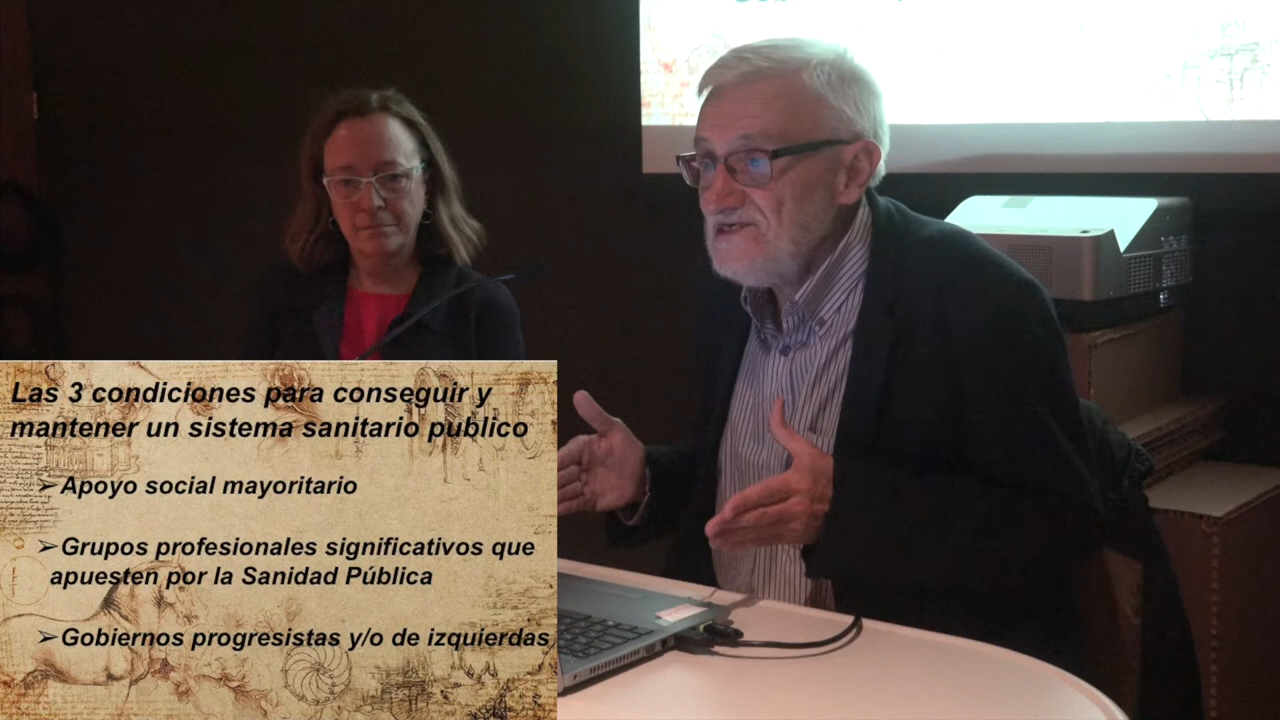 Las 3 condiciones para conseguir y
mantener un sistema sanitario publico
➢Apoyo social mayoritario
➢Grupos profesionales significativos que
apuesten por la Sanidad Pública
➢Gobiernos progresistas y/o de izquierdas